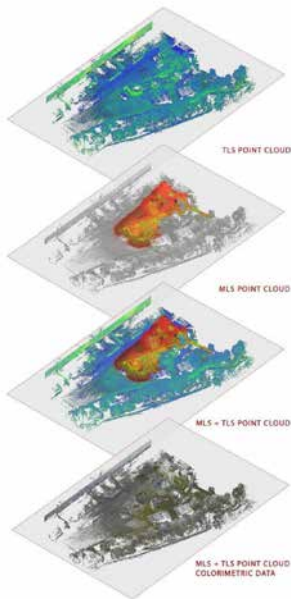 TLS POINT CLOUD
MLS POINT CLOUD
MLS + TLS POINT CLOUD
MLS + TLS POINT CLOUD
COLORIMETRIC DATA